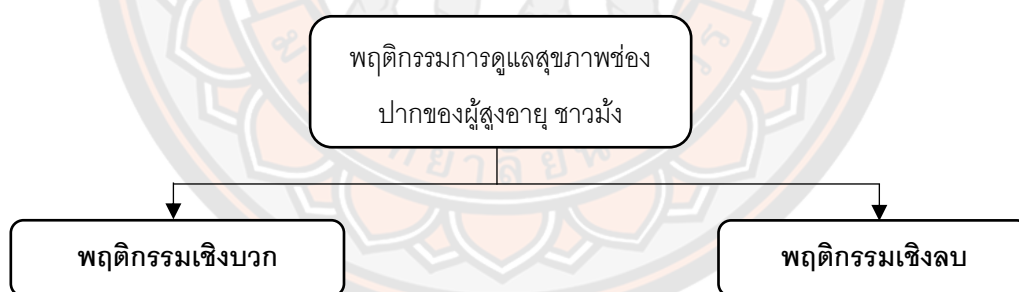 พฤติกรรมการดูแลสุขภาพช่อง
ปากของผู้สูงอายุ ชาวม้ง
พฤติกรรมเชิงบวก
พฤติกรรมเชิงลบ